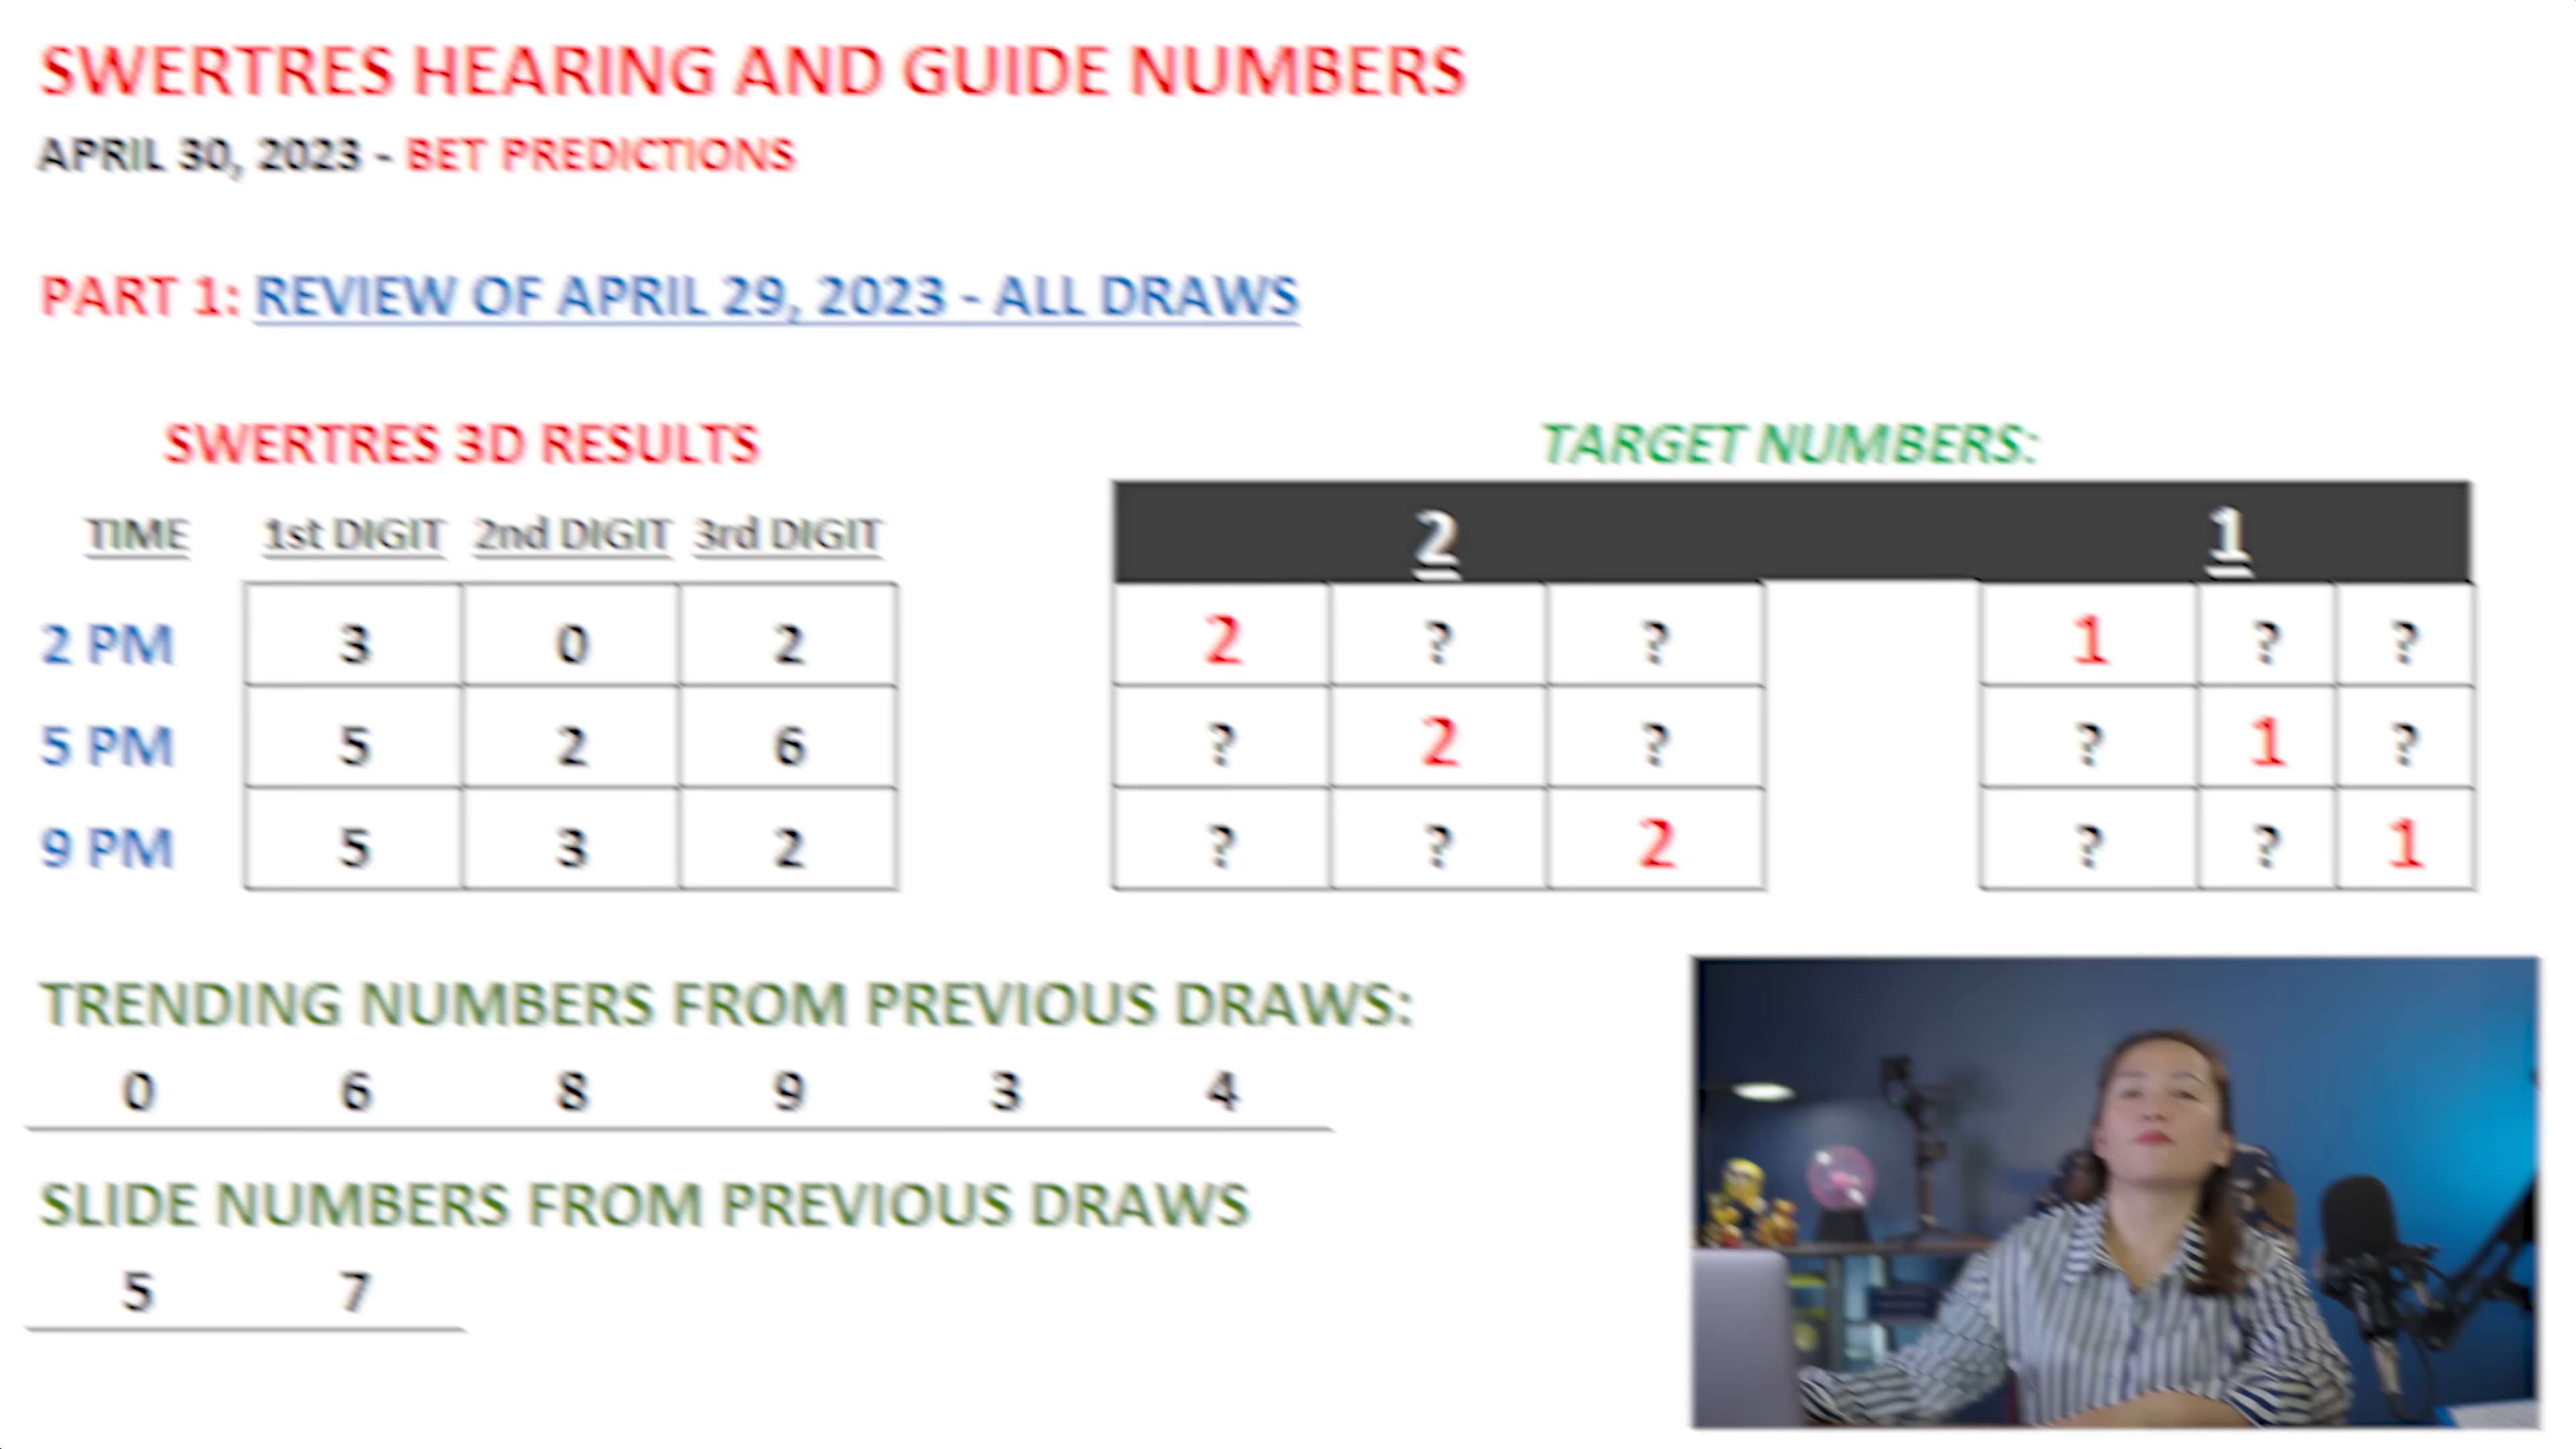 SWERTRES HEARING AND GUIDE NUMBERS
APRIL 30, 2023 - BET PREDICTIONS
PART 1: REVIEW OF APRIL 29, 2023 - ALL DRAWS
SWERTRES 3D RESULTS
TIME 1st DIGIT 2nd DIGIT 3rd DIGIT
2 PM 3 0 2
5 PM 5 2 6
9 PM 5 3 2
TARGET NUMBERS:
2 1
2 ? ? 1 ? ?
? 2 ? ? 1 ?
? ? 2 ? ? 1
TRENDING NUMBERS FROM PREVIOUS DRAWS:
0 6 8 9 3 4
SLIDE NUMBERS FROM PREVIOUS DRAWS
5 7